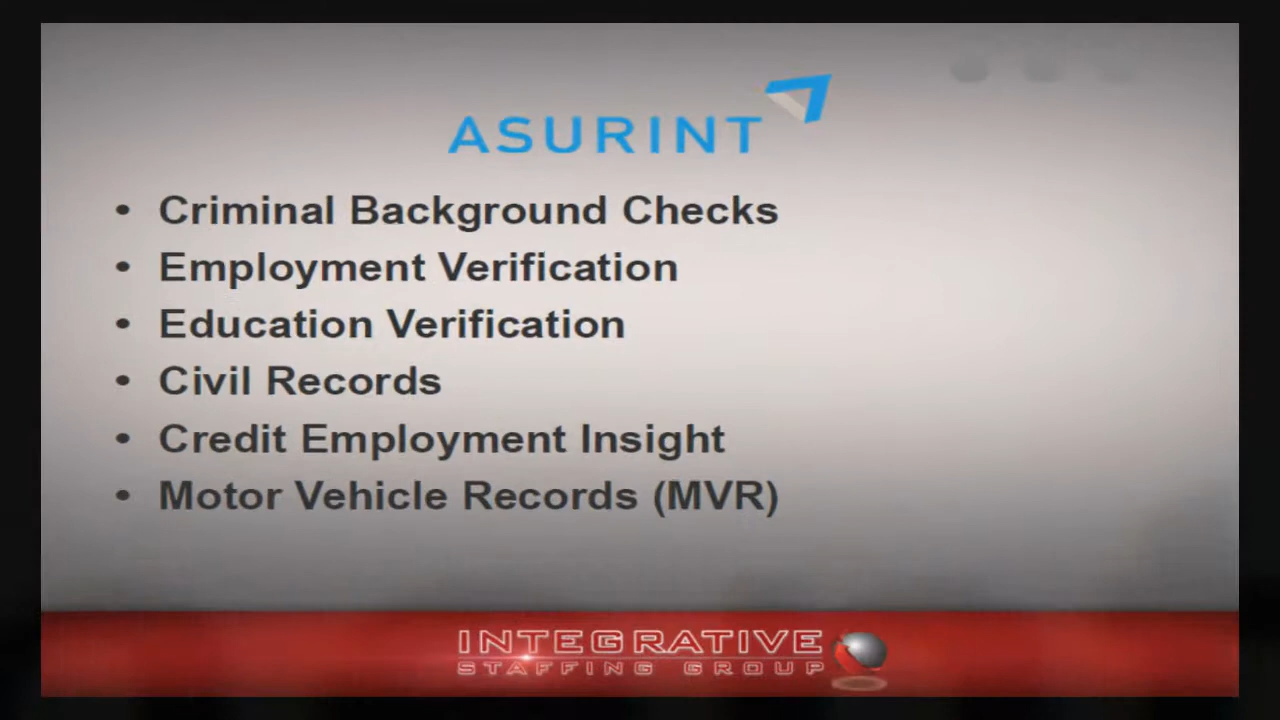 ASURINT
• Criminal Background Checks
• Employment Verification
• Education Verification
• Civil Records
• Credit Employment Insight
• Motor Vehicle Records (MVR)
INTEGRATIVE
STAFFING GROUP